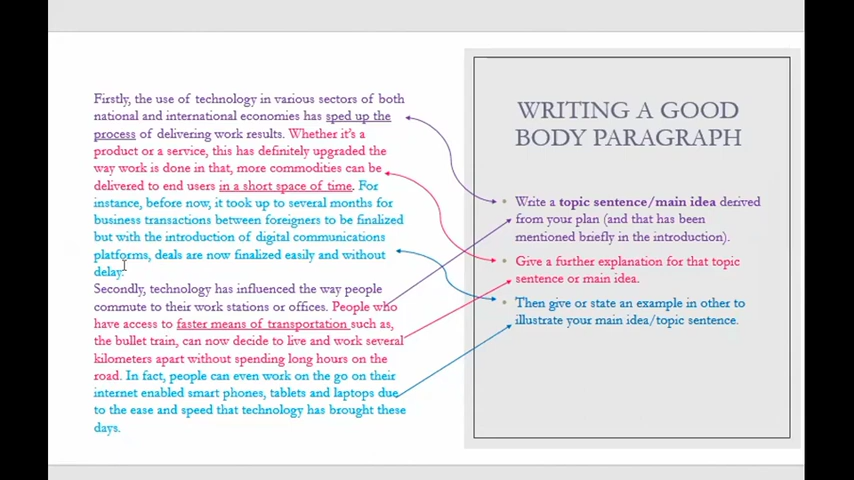 Firstly, the use of technology in various sectors of both
national and international economies has sped up the
process of delivering work results. Whether it's a
product or a service, this has definitely upgraded the
way work is done in that, more commodities can be
delivered to end users in a short space of time. For
instance, before now, it took up to several months for
business transactions between foreigners to be finalized
but with the introduction of digital communications
platforms, deals are now finalized easily and without
delay.
Secondly, technology has influenced the way people
commute to their work stations or offices. People who
have access to faster means of transportation such as,
the bullet train, can now decide to live and work several
kilometers apart without spending long hours on the
road. In fact, people can even work on the go on their
internet enabled smart phones, tablets and laptops due
to the ease and speed that technology has brought these
days.
WRITING A GOOD
BODY PARAGRAPH
• Write a topic sentence/main idea derived
from your plan (and that has been
mentioned briefly in the introduction).
• Give a further explanation for that topic
sentence or main idea.
• Then give or state an example in other to
illustrate your main idea/topic sentence.